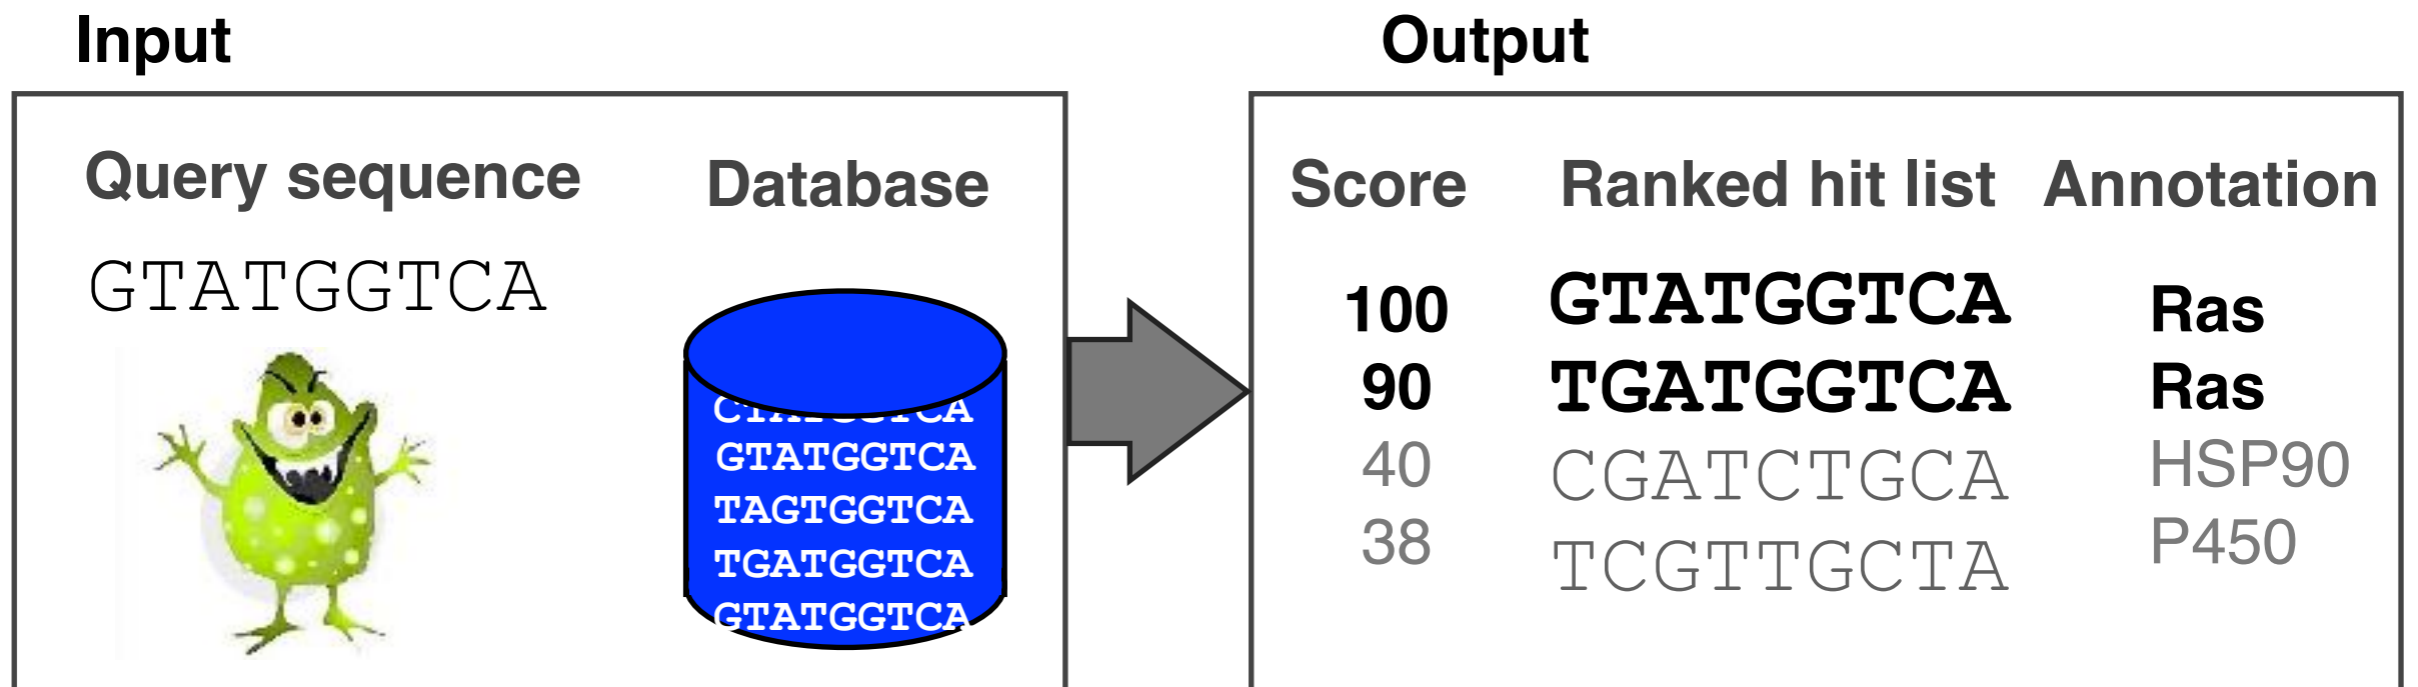 Input
Query sequence
GTATGGTCA
Database
GTATGGTCA
TAGTGGTCA
TGATGGTCA
GTATGGTCA
Output
Score Ranked hit list Annotation
100 GTATGGTCA Ras
90 TGATGGTCA Ras
40 CGATCTGCA HSP90
38 TCGTTGCTA P450